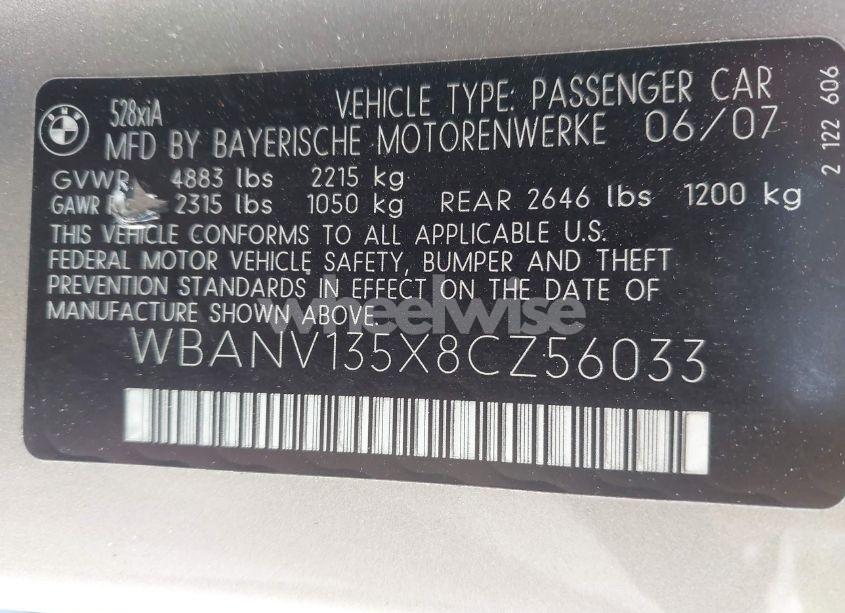 BMW
528xiA VEHICLE TYPE: PASSENGER CAR
MFD BY BAYERISCHE MOTORENWERKE 06/07
GVWR 4883 lbs 2215 kg
GAWR 2315 lbs 1050 kg REAR 2646 lbs 1200 kg
THIS VEHICLE CONFORMS TO ALL APPLICABLE U.S.
FEDERAL MOTOR VEHICLE SAFETY, BUMPER AND THEFT
PREVENTION STANDARDS IN EFFECT ON THE DATE OF
MANUFACTURE SHOWN ABOVE.
WBANV135X8CZ56033
2 122 606
wheelwise